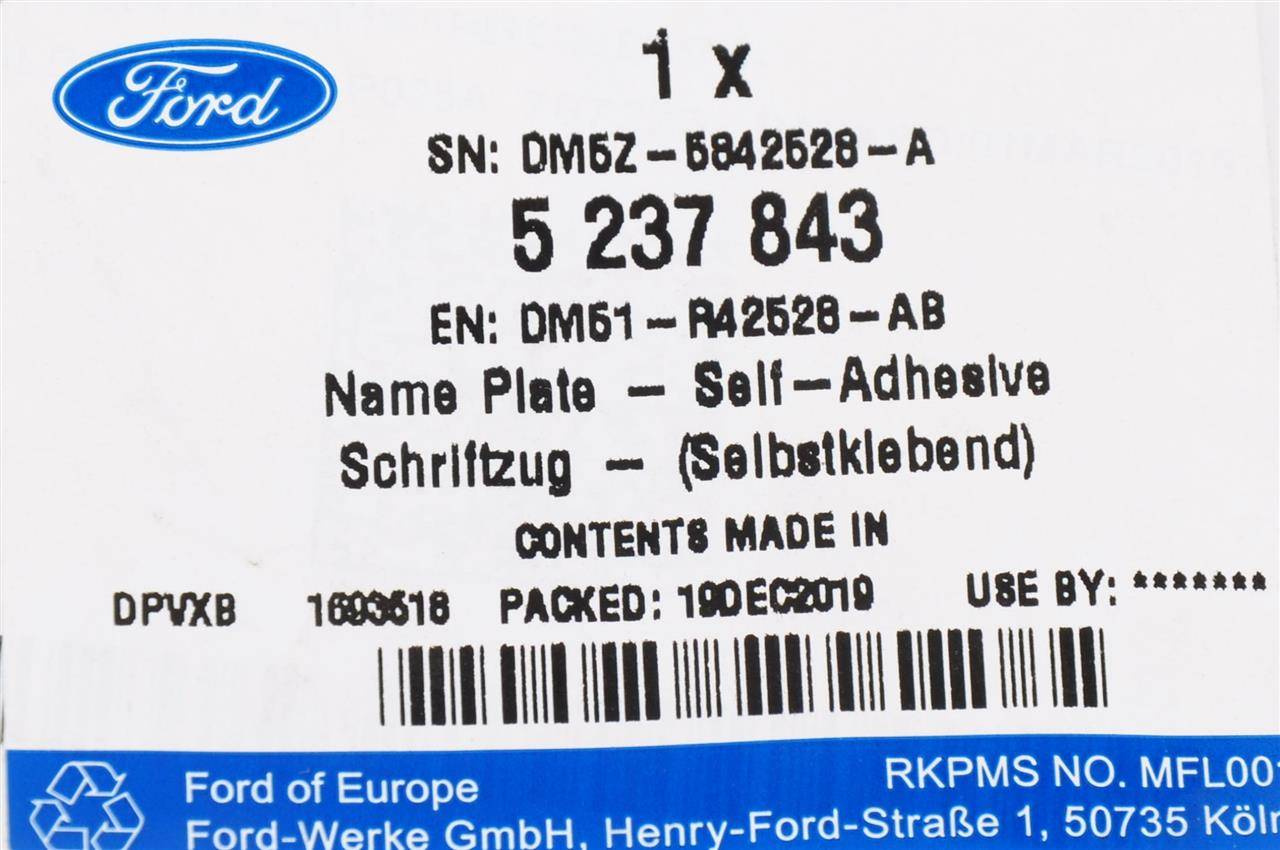 Ford
1 x
SN: DM5Z-5842528-A
5 237 843
EN: DM51-R42528-AB
Name Plate - Self-Adhesive
Schriftzug - (Selbstklebend)
CONTENTS MADE IN
DPVXB PACKED: 19DEC2019 USE BY: *******
Ford of Europe
RKPMS NO. MFL001
Ford-Werke GmbH, Henry-Ford-Straße 1, 50735 Köln